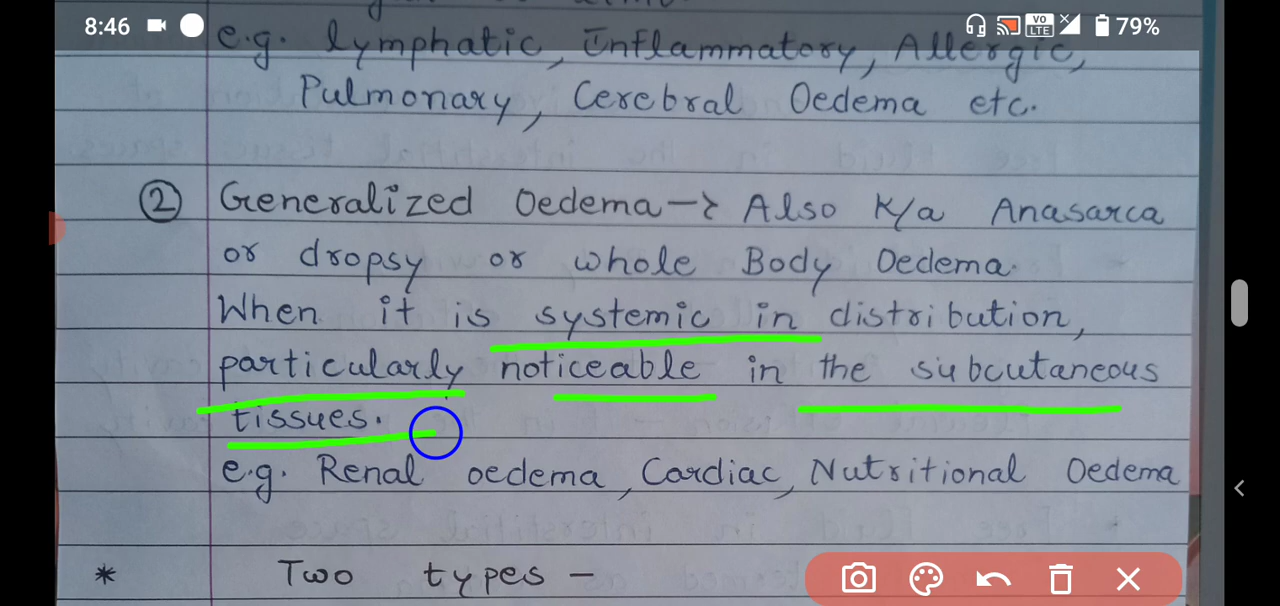 8:46
VO
LTE
79%
e.g. lymphatic, Inflammatory, Allergic,
Pulmonary, Cerebral Oedema etc.
② Generalized Oedema → Also K/a Anasarca
or dropsy or whole Body Oedema.
When it is systemic in distribution,
particularly noticeable in the subcutaneous
tissues.
e.g. Renal oedema, Cardiac, Nutritional Oedema
* Two types -